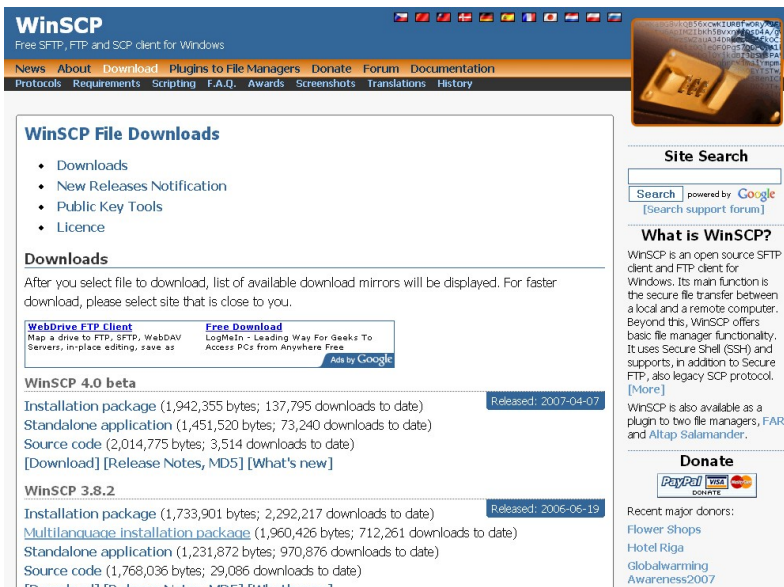 WinSCP
Free SFTP, FTP and SCP client for Windows
News About Download Plugins to File Managers Donate Forum Documentation
Protocols Requirements Scripting F.A.Q. Awards Screenshots Translations History
WinSCP File Downloads
Downloads
New Releases Notification
Public Key Tools
Licence
Downloads
After you select file to download, list of available download mirrors will be displayed. For faster
download, please select site that is close to you.
WebDrive FTP Client
Map a drive to FTP, SFTP, WebDAV
Servers, in-place editing, save as
Free Download
LogMeIn - Leading Way For Geeks To
Access PCs from Anywhere Free
Ads by Google
WinSCP 4.0 beta
Released: 2007-04-07
Installation package (1,942,355 bytes; 137,795 downloads to date)
Standalone application (1,451,520 bytes; 73,240 downloads to date)
Source code (2,014,775 bytes; 3,514 downloads to date)
[Download] [Release Notes, MD5] [What's new]
WinSCP 3.8.2
Released: 2006-06-19
Installation package (1,733,901 bytes; 2,292,217 downloads to date)
Multilanguage installation package (1,960,426 bytes; 712,261 downloads to date)
Standalone application (1,231,872 bytes; 970,876 downloads to date)
Source code (1,768,036 bytes; 29,086 downloads to date)
Site Search
Search powered by Google
[Search support forum]
What is WinSCP?
WinSCP is an open source SFTP
client and FTP client for
Windows. Its main function is
the secure file transfer between
a local and a remote computer.
Beyond this, WinSCP offers
basic file manager functionality.
It uses Secure Shell (SSH) and
supports, in addition to Secure
FTP, also legacy SCP protocol.
[More]
WinSCP is also available as a
plugin to two file managers, FAR
and Altap Salamander.
Donate
PayPal VISA
DONATE
Recent major donors:
Flower Shops
Hotel Riga
Globalwarming
Awareness2007